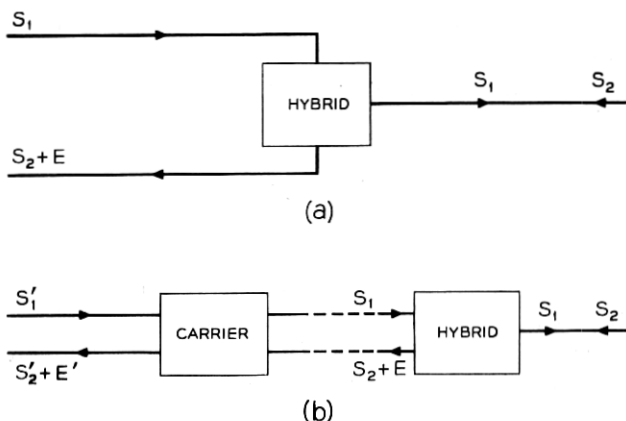 S₁
HYBRID
S₁ S₂
S₂+E
(a)
S₁′ S₁
CARRIER HYBRID S₁ S₂
S₂′+E′ S₂+E
(b)